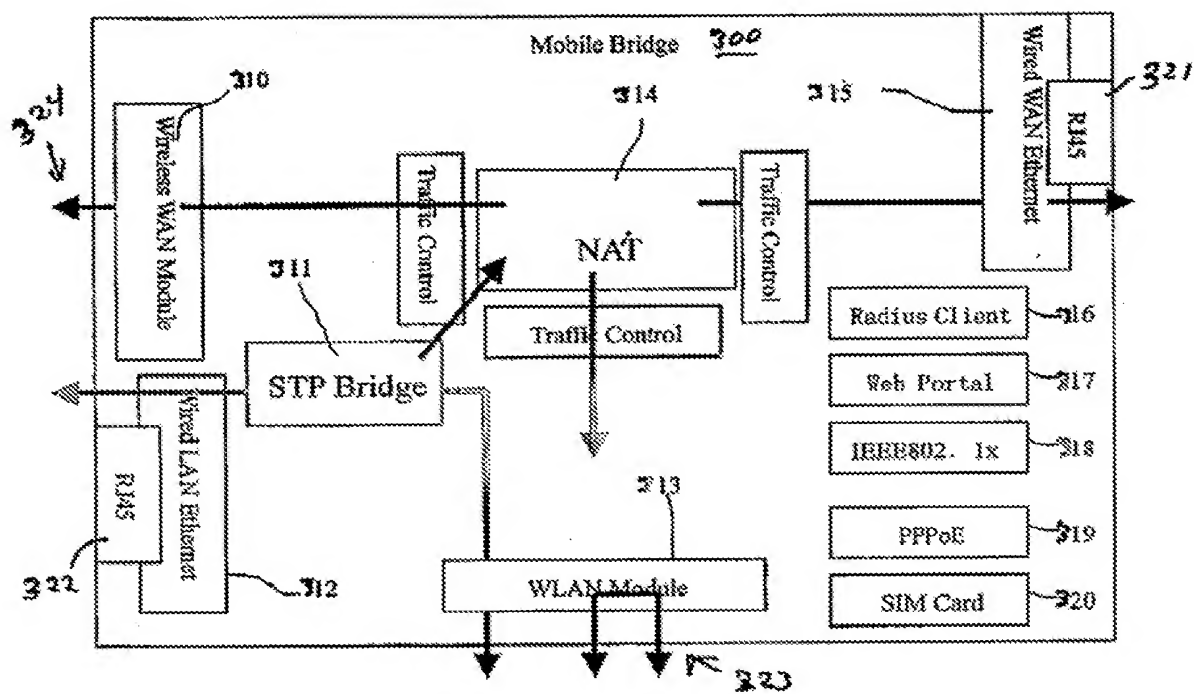 Mobile Bridge 300
310
314
315
321
324
Wireless WAN Module
Traffic Control
NAT
Traffic Control
Wired WAN Ethernet
RJ45
311
Traffic Control
STP Bridge
Radius Client 316
Web Portal 317
IEEE802. 1x 318
Wired LAN Ethernet
RJ45
313
PPPoE 319
322
312
WLAN Module
SIM Card 320
323